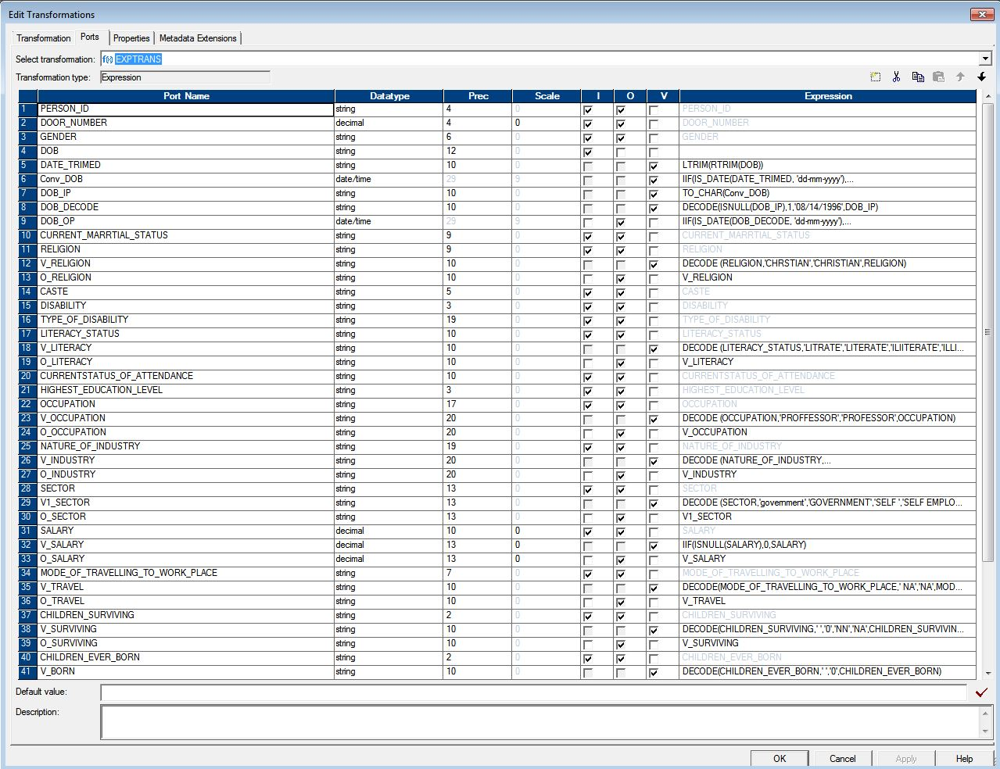 Edit Transformations
Transformation Ports Properties Metadata Extensions
Select transformation: f(x) EXPTRANS
Transformation type: Expression
Port Name Datatype Prec Scale I O V Expression
1 PERSON_ID string 4 0 PERSON_ID
2 DOOR_NUMBER decimal 4 0 DOOR_NUMBER
3 GENDER string 6 0 GENDER
4 DOB string 12 0
5 DATE_TRIMED string 10 0 LTRIM(RTRIM(DOB))
6 Conv_DOB date/time 29 9 IIF(IS_DATE(DATE_TRIMED, 'dd-mm-yyyy'),...
7 DOB_IP string 10 0 TO_CHAR(Conv_DOB)
8 DOB_DECODE string 10 0 DECODE(ISNULL(DOB_IP),1,'08/14/1996',DOB_IP)
9 DOB_OP date/time 29 9 IIF(IS_DATE(DOB_DECODE, 'dd-mm-yyyy'),...
10 CURRENT_MARRTIAL_STATUS string 9 0 CURRENT_MARRTIAL_STATUS
11 RELIGION string 9 0 RELIGION
12 V_RELIGION string 10 0 DECODE (RELIGION,'CHRSTIAN','CHRISTIAN',RELIGION)
13 O_RELIGION string 10 0 V_RELIGION
14 CASTE string 5 0 CASTE
15 DISABILITY string 3 0 DISABILITY
16 TYPE_OF_DISABILITY string 19 0 TYPE_OF_DISABILITY
17 LITERACY_STATUS string 10 0 LITERACY_STATUS
18 V_LITERACY string 10 0 DECODE (LITERACY_STATUS,'LITRATE','LITERATE','ILIITERATE','ILLI...
19 O_LITERACY string 10 0 V_LITERACY
20 CURRENTSTATUS_OF_ATTENDANCE string 10 0 CURRENTSTATUS_OF_ATTENDANCE
21 HIGHEST_EDUCATION_LEVEL string 3 0 HIGHEST_EDUCATION_LEVEL
22 OCCUPATION string 17 0 OCCUPATION
23 V_OCCUPATION string 20 0 DECODE (OCCUPATION,'PROFFESSOR','PROFESSOR',OCCUPATION)
24 O_OCCUPATION string 20 0 V_OCCUPATION
25 NATURE_OF_INDUSTRY string 19 0 NATURE_OF_INDUSTRY
26 V_INDUSTRY string 20 0 DECODE (NATURE_OF_INDUSTRY,...
27 O_INDUSTRY string 20 0 V_INDUSTRY
28 SECTOR string 13 0 SECTOR
29 V1_SECTOR string 13 0 DECODE (SECTOR,'government','GOVERNMENT','SELF ','SELF EMPLO...
30 O_SECTOR string 13 0 V1_SECTOR
31 SALARY decimal 10 0 SALARY
32 V_SALARY decimal 13 0 IIF(ISNULL(SALARY),0,SALARY)
33 O_SALARY decimal 13 0 V_SALARY
34 MODE_OF_TRAVELLING_TO_WORK_PLACE string 7 0 MODE_OF_TRAVELLING_TO_WORK_PLACE
35 V_TRAVEL string 10 0 DECODE(MODE_OF_TRAVELLING_TO_WORK_PLACE,' NA','NA',MOD...
36 O_TRAVEL string 10 0 V_TRAVEL
37 CHILDREN_SURVIVING string 2 0 CHILDREN_SURVIVING
38 V_SURVIVING string 10 0 DECODE(CHILDREN_SURVIVING,' ','0','NN','NA',CHILDREN_SURVIVIN...
39 O_SURVIVING string 10 0 V_SURVIVING
40 CHILDREN_EVER_BORN string 2 0 CHILDREN_EVER_BORN
41 V_BORN string 10 0 DECODE(CHILDREN_EVER_BORN,' ','0',CHILDREN_EVER_BORN)
Default value:
Description:
OK Cancel Apply Help